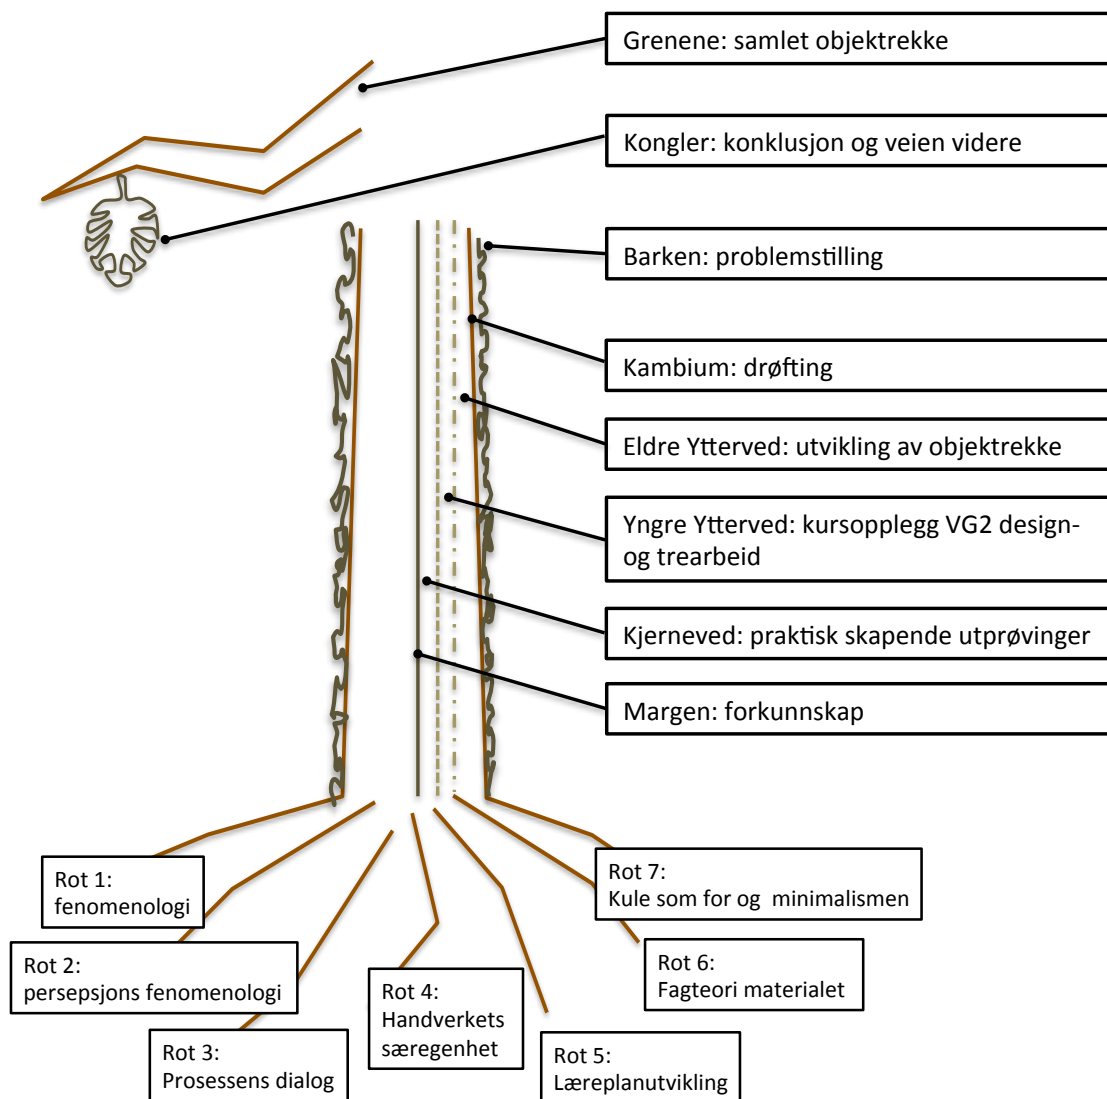 Grenene: samlet objektrekke
Kongler: konklusjon og veien videre
Barken: problemstilling
Kambium: drøfting
Eldre Ytterved: utvikling av objektrekke
Yngre Ytterved: kursopplegg VG2 design-
og trearbeid
Kjerneved: praktisk skapende utprøvinger
Margen: forkunnskap
Rot 1:
fenomenologi
Rot 2:
persepsjons fenomenologi
Rot 3:
Prosessens dialog
Rot 4:
Handverkets
særegenhet
Rot 5:
Læreplanutvikling
Rot 6:
Fagteori materialet
Rot 7:
Kule som for og  minimalismen